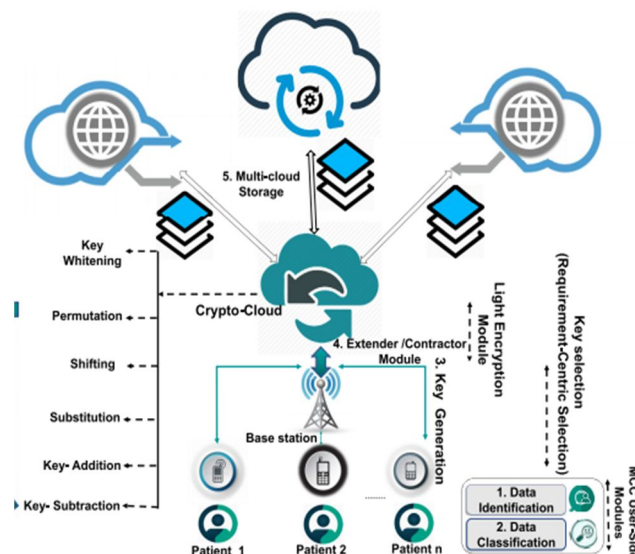 5. Multi-cloud
Storage
Key
Whitening
Crypto-Cloud
Permutation
Shifting
Substitution
Key- Addition
Key- Subtraction
4. Extender /Contractor
Module
3. Key Generation
Light Encryption
Module
Key selection
(Requirement-Centric Selection)
Base station
Patient 1
Patient 2
Patient n
1. Data
Identification
2. Data
Classification
Modules